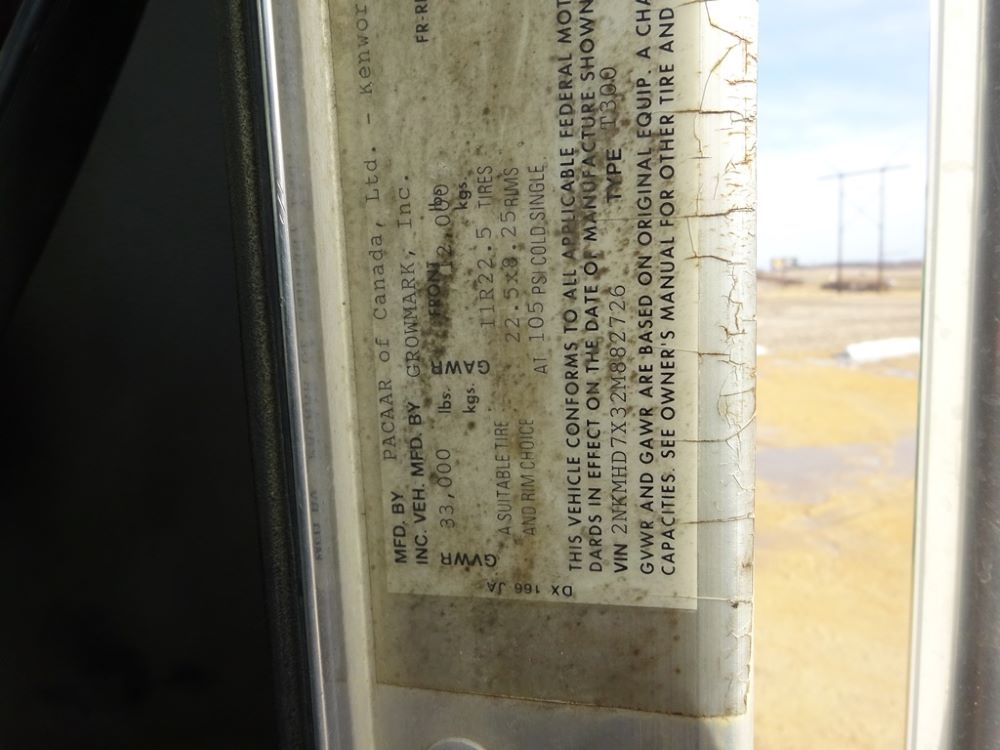 MFD. BY PACAAR of Canada, Ltd. - Kenwor
INC. VEH. MFD. BY GROWMARK, Inc. FR-R
GVWR 33,000 lbs. GAWR FRONT 12,000 lbs.
kgs. kgs.
A SUITABLE TIRE 11R22.5 TIRES
AND RIM CHOICE 22.5X8.25 RIMS
AT 105 PSI COLD SINGLE
THIS VEHICLE CONFORMS TO ALL APPLICABLE FEDERAL MOT
DARDS IN EFFECT ON THE DATE OF MANUFACTURE SHOWN
VIN 2NKMHD7X32M882726 TYPE T300
GVWR AND GAWR ARE BASED ON ORIGINAL EQUIP. A CHA
CAPACITIES. SEE OWNER'S MANUAL FOR OTHER TIRE AND
DX 166 JA